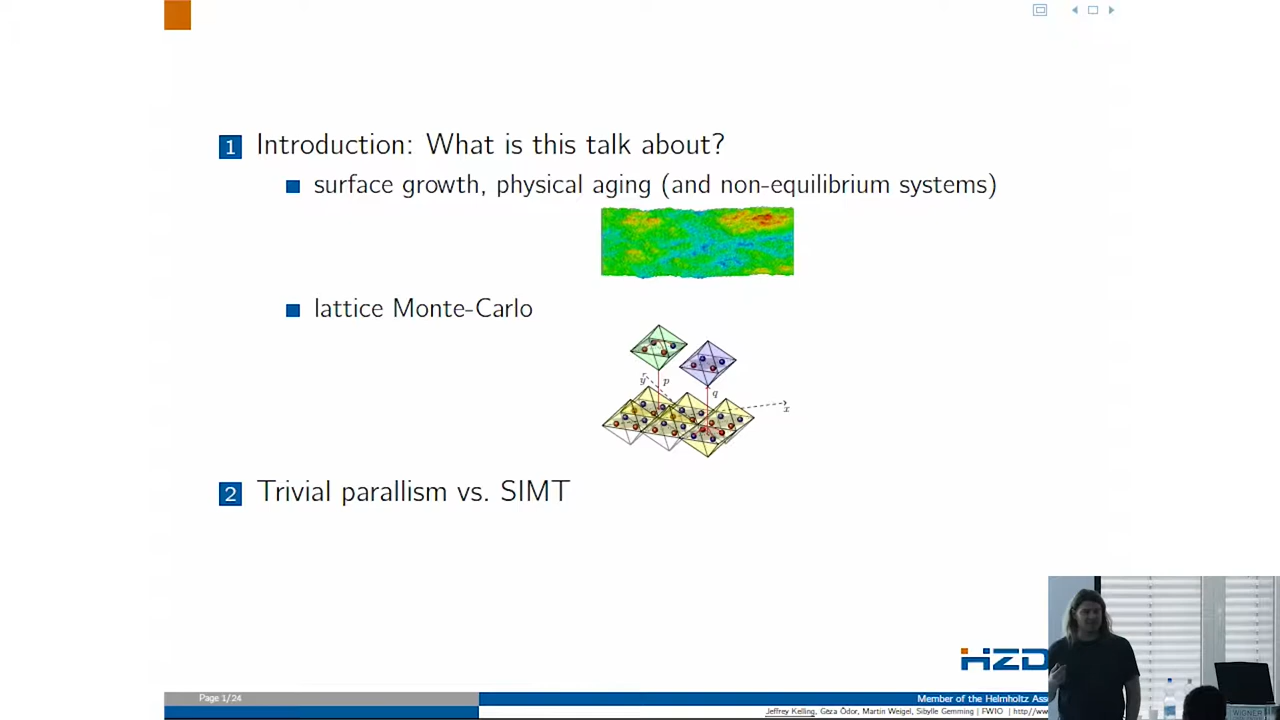 1 Introduction: What is this talk about?
surface growth, physical aging (and non-equilibrium systems)
lattice Monte-Carlo
y
p
q
x
2 Trivial parallism vs. SIMT
HZD
Page 1/24
Member of the Helmholtz Ass
Jeffrey Kelling, Géza Ódor, Martin Weigel, Sibylle Gemming | FWIO | http://ww
WIGNER